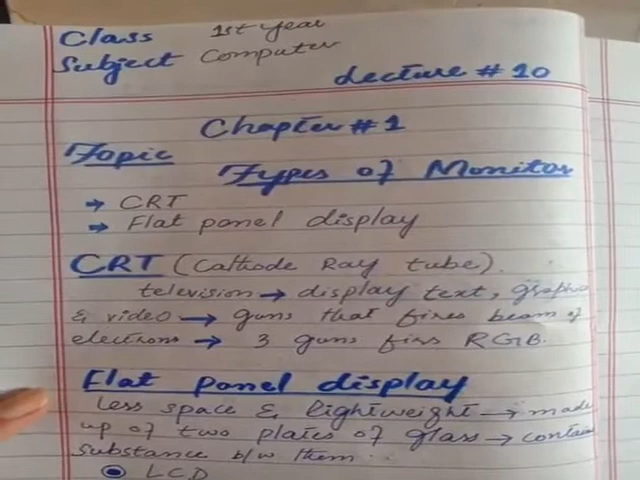 Class 1st year
Subject Computer
Lecture # 10
Chapter #1
Topic
Types of Monitor
→ CRT
→ Flat panel display
CRT (Cathode Ray tube)
television → display text, graphic
& video → guns that fires beam of
electrons → 3 guns fires RGB.
Flat panel display
Less space & lightweight → made
up of two plates of glass → contain
substance b/w them
LCD